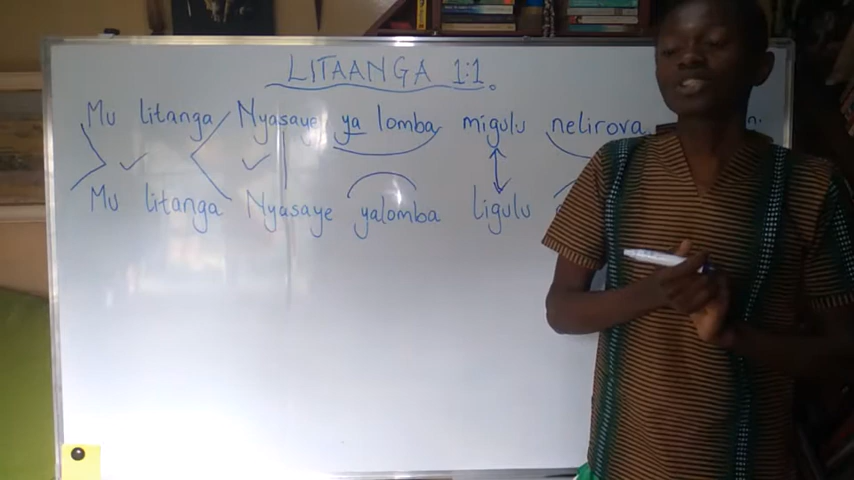 LITAANGA 1:1.
Mu litanga Nyasaye ya lomba migulu nelirova
Mu litanga Nyasaye yalomba Ligulu